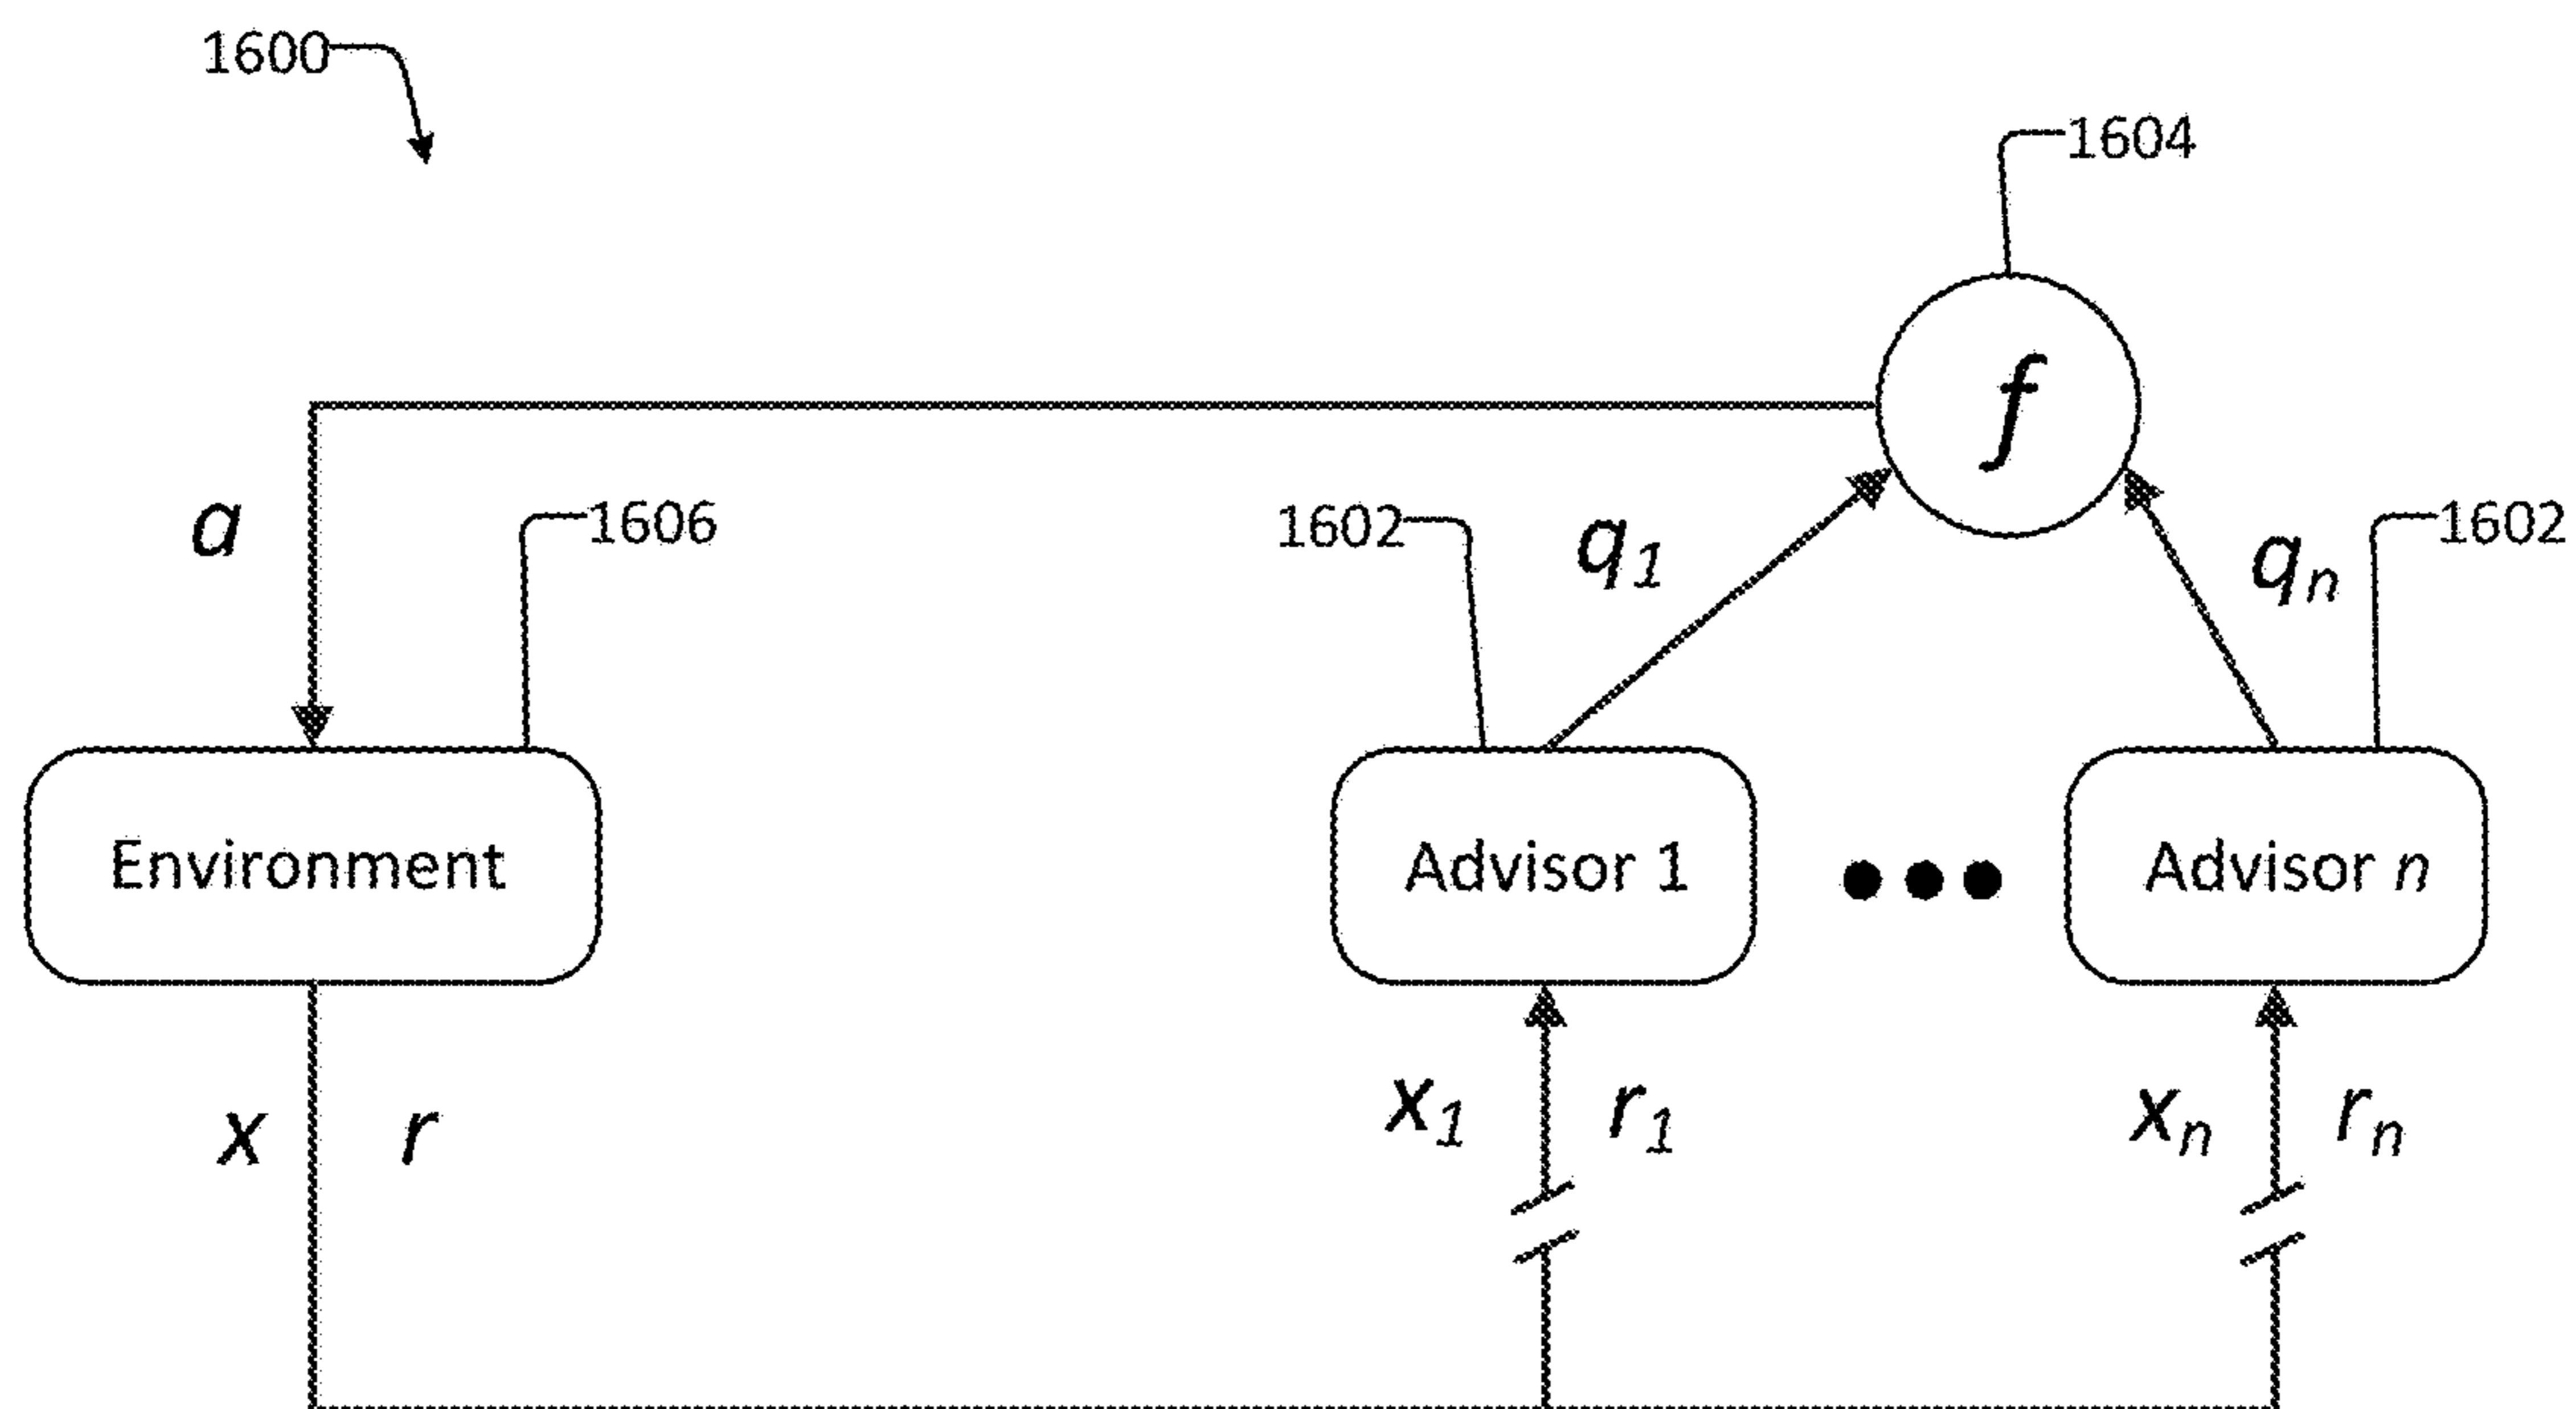 1600
1604
f
a
1606
1602
q1
qn
1602
Environment
Advisor 1
Advisor n
x
r
x1
r1
xn
rn